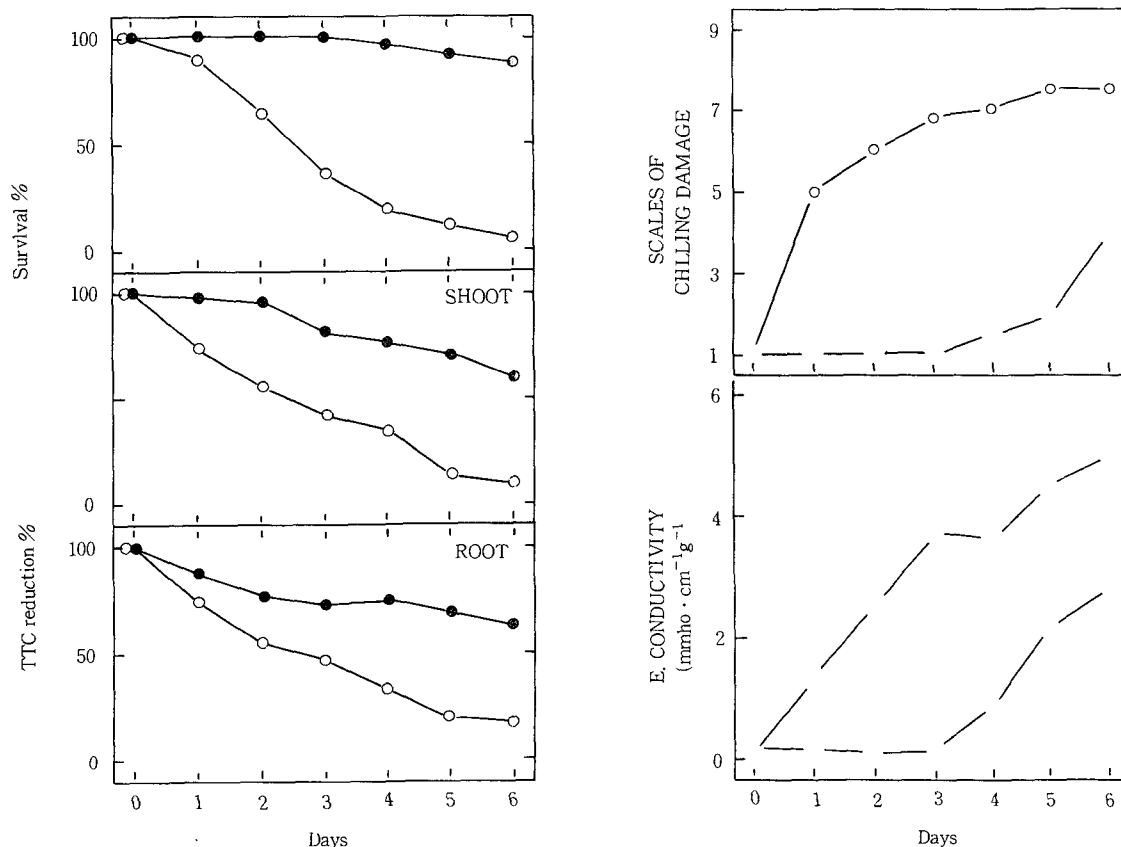 100
50
0
Survlval %
SHOOT
100
0
ROOT
100
50
0
TTC reduction %
0 1 2 3 4 5 6
Days
9
7
5
3
1
SCALES OF
CHLLING DAMAGE
6
4
2
0
E. CONDUCTIVITY
(mmho · cm⁻¹g⁻¹
0 1 2 3 4 5 6
Days